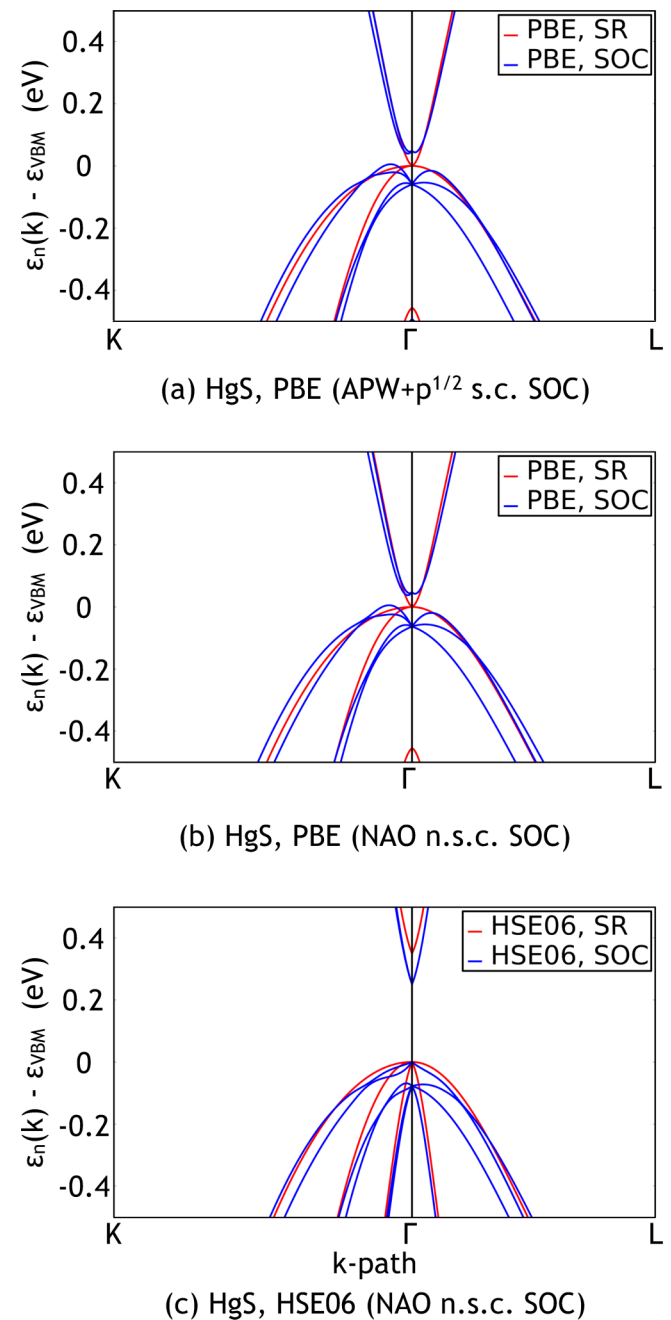 0.4
0.2
0
-0.2
-0.4
εn(k) - εVBM (eV)
PBE, SR
PBE, SOC
K Γ L
(a) HgS, PBE (APW+p1/2 s.c. SOC)
0.4
0.2
0
-0.2
-0.4
εn(k) - εVBM (eV)
PBE, SR
PBE, SOC
K Γ L
(b) HgS, PBE (NAO n.s.c. SOC)
0.4
0.2
0
-0.2
-0.4
εn(k) - εVBM (eV)
HSE06, SR
HSE06, SOC
K Γ L
k-path
(c) HgS, HSE06 (NAO n.s.c. SOC)